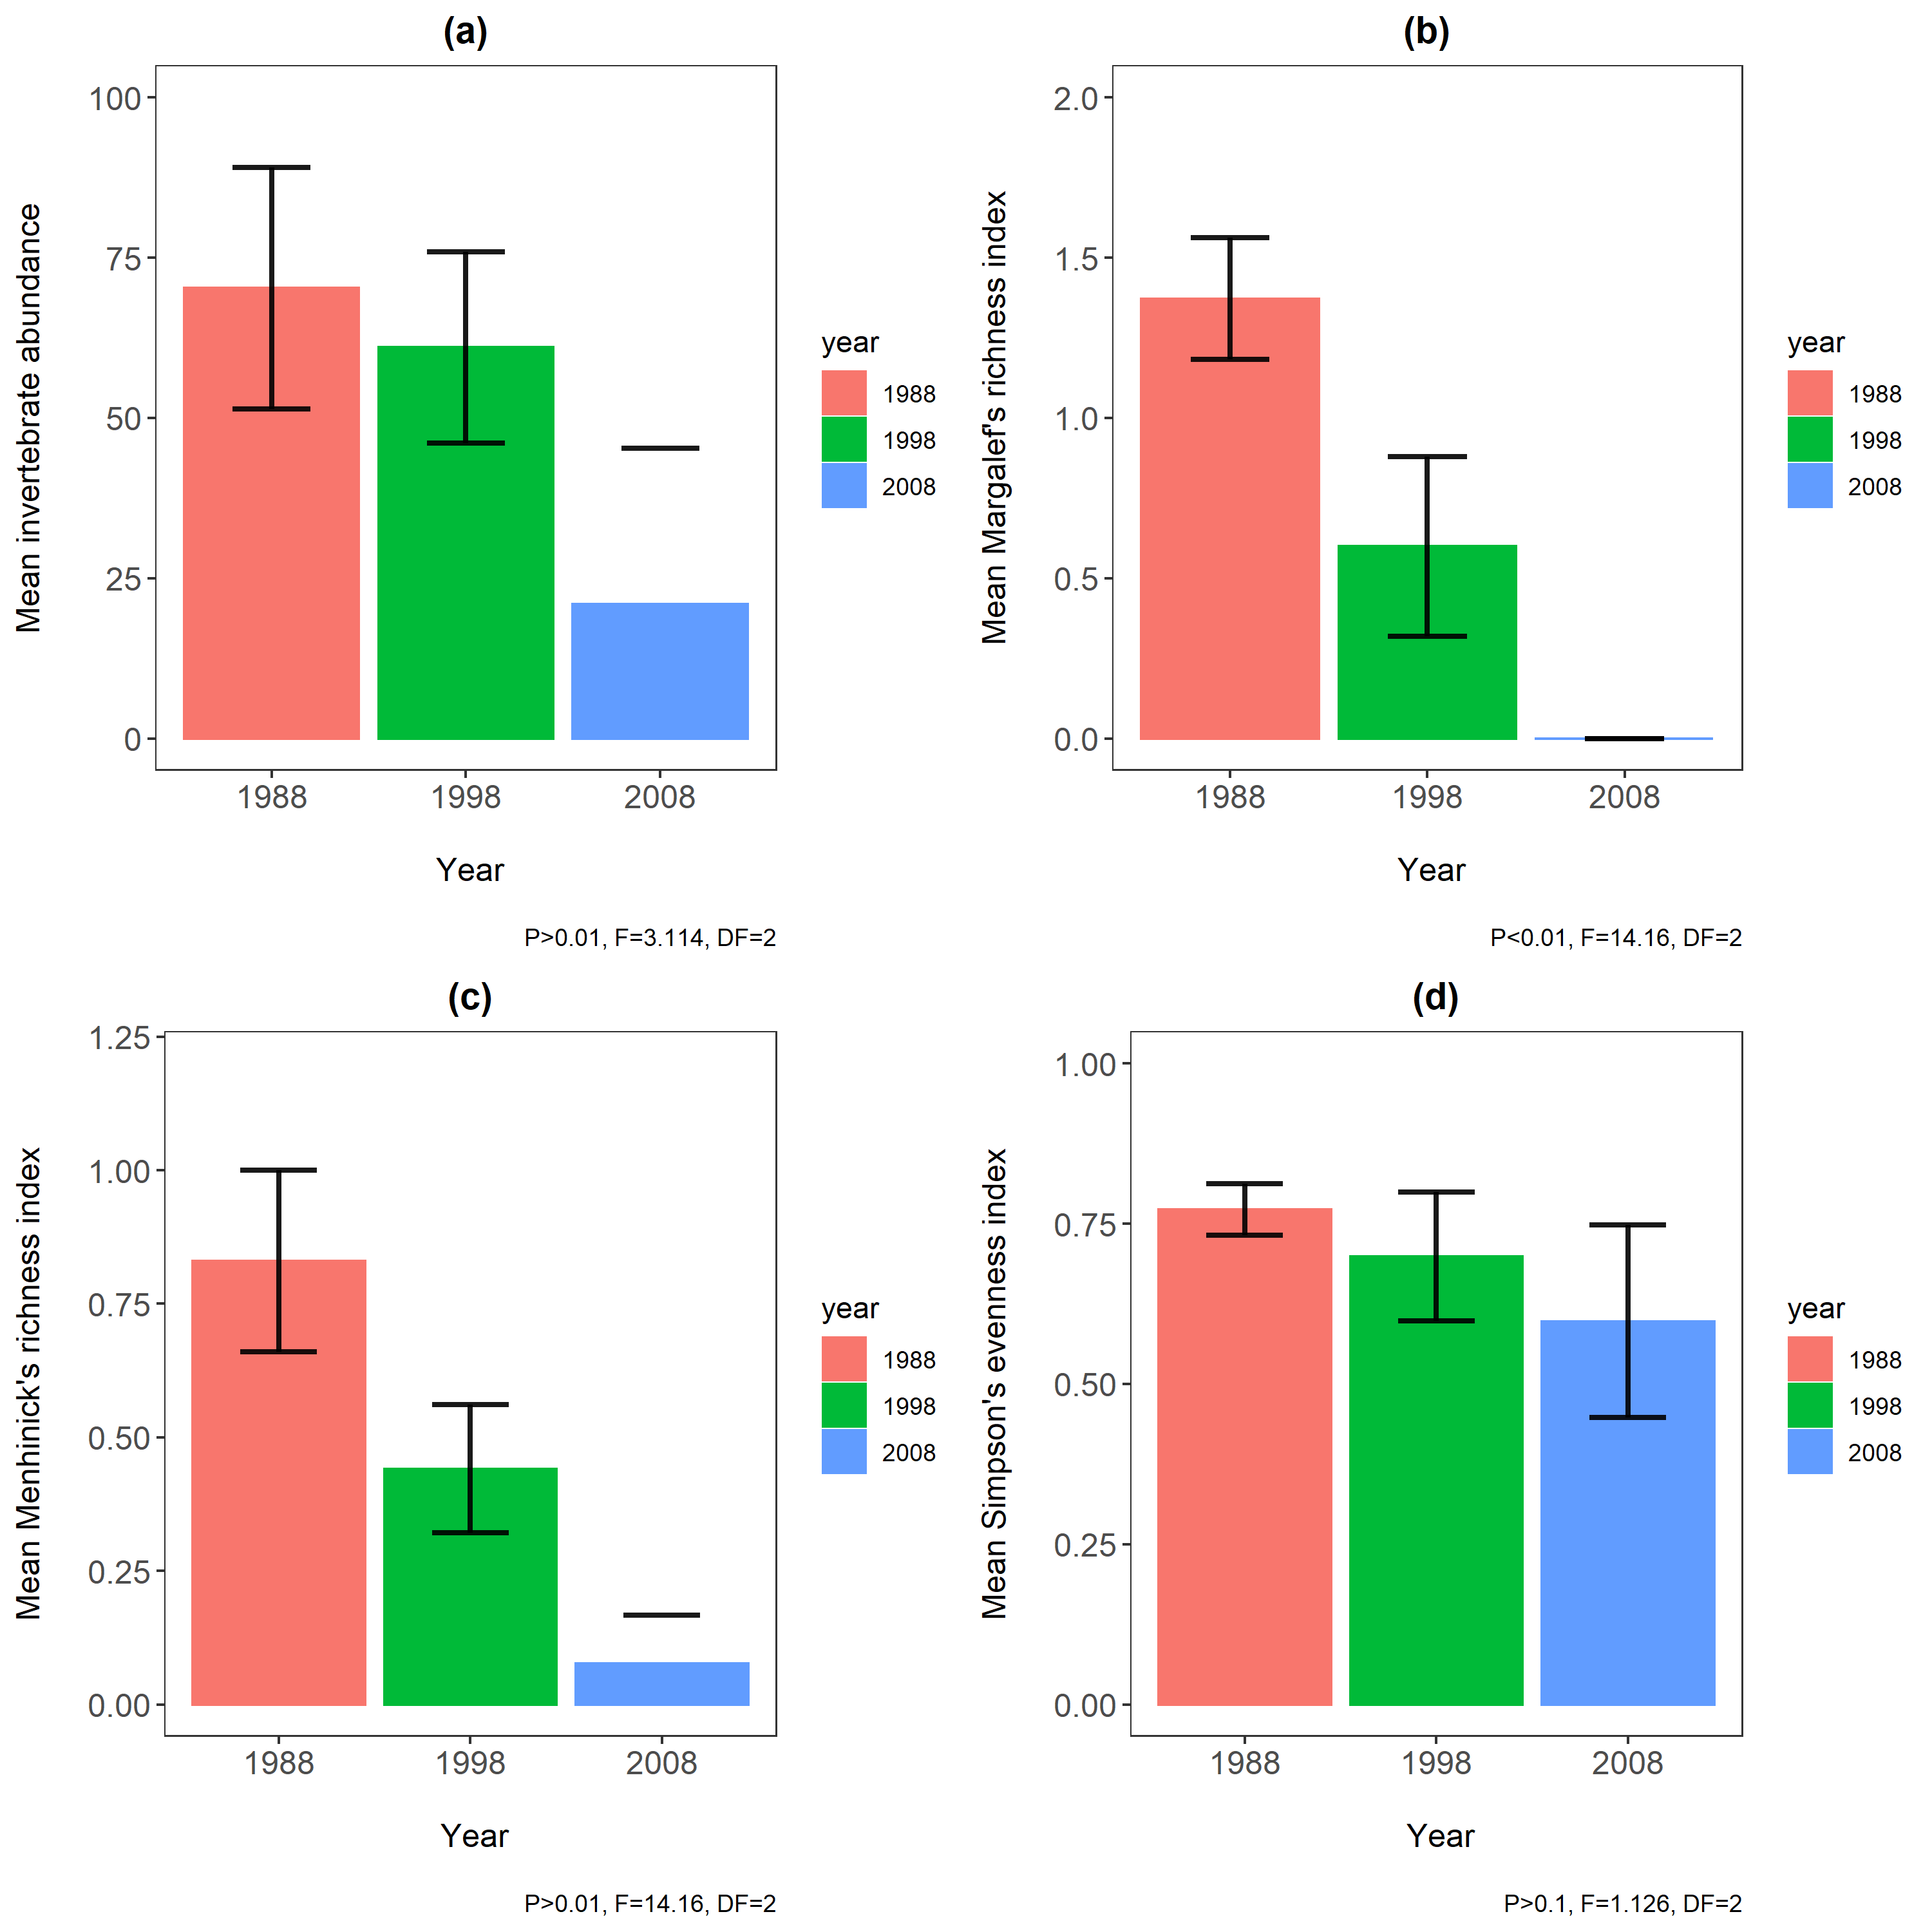 (a)
Mean invertebrate abundance
100
75
50
25
0
1988 1998 2008
Year
year
1988
1998
2008
P>0.01, F=3.114, DF=2
(b)
Mean Margalef's richness index
2.0
1.5
1.0
0.5
0.0
1988 1998 2008
Year
year
1988
1998
2008
P<0.01, F=14.16, DF=2
(c)
Mean Menhinick's richness index
1.25
1.00
0.75
0.50
0.25
0.00
1988 1998 2008
Year
year
1988
1998
2008
P>0.01, F=14.16, DF=2
(d)
Mean Simpson's evenness index
1.00
0.75
0.50
0.25
0.00
1988 1998 2008
Year
year
1988
1998
2008
P>0.1, F=1.126, DF=2